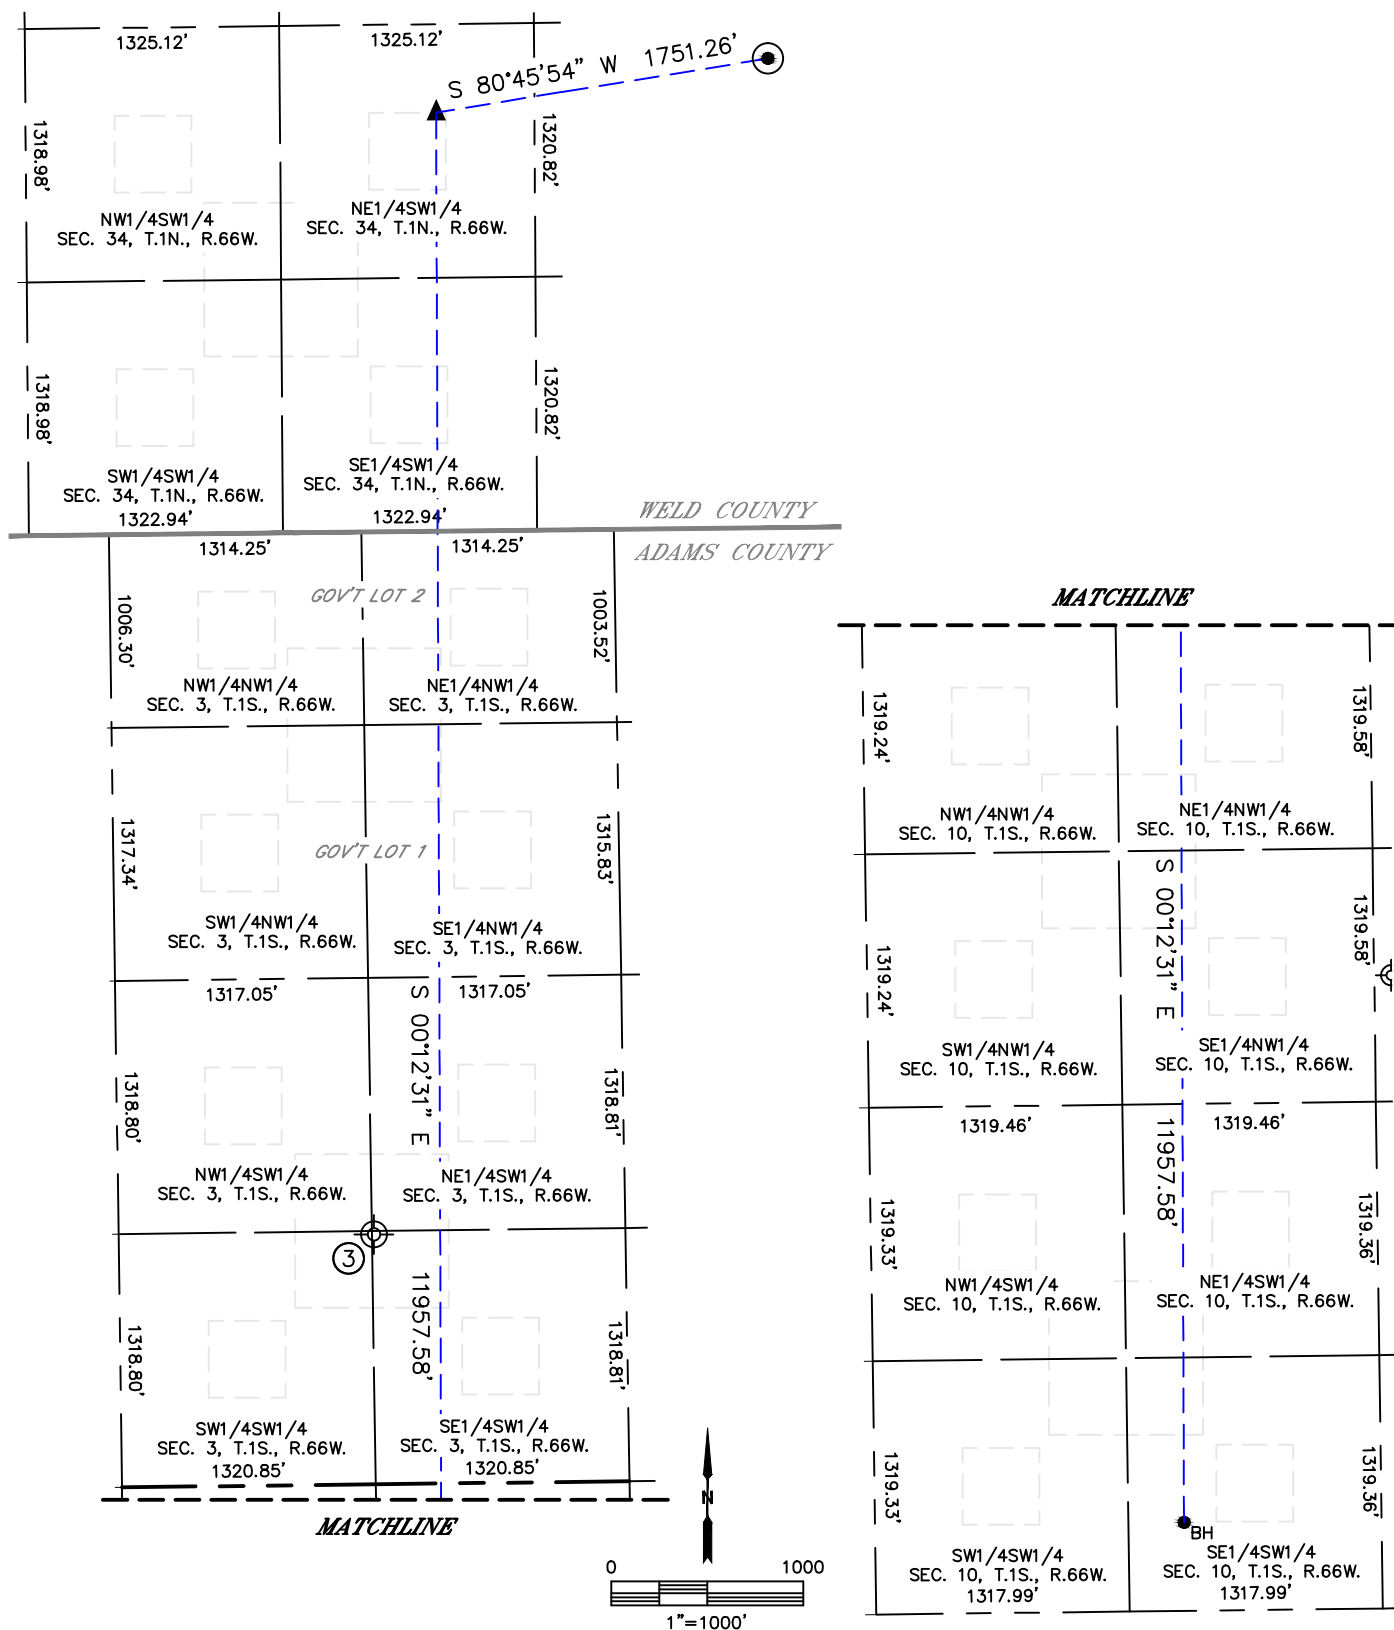 1325.12'
1325.12'
S 80°45'54" W 1751.26'
1318.98'
1320.82'
NW1/4SW1/4
SEC. 34, T.1N., R.66W.
NE1/4SW1/4
SEC. 34, T.1N., R.66W.
1318.98'
1320.82'
SW1/4SW1/4
SEC. 34, T.1N., R.66W.
1322.94'
SE1/4SW1/4
SEC. 34, T.1N., R.66W.
1322.94'
WELD COUNTY
ADAMS COUNTY
1314.25'
1314.25'
GOV'T LOT 2
1006.30'
1003.52'
NW1/4NW1/4
SEC. 3, T.1S., R.66W.
NE1/4NW1/4
SEC. 3, T.1S., R.66W.
1317.34'
GOV'T LOT 1
1315.83'
SW1/4NW1/4
SEC. 3, T.1S., R.66W.
SE1/4NW1/4
SEC. 3, T.1S., R.66W.
1317.05'
1317.05'
S 00°12'31" E
1318.80'
1318.81'
NW1/4SW1/4
SEC. 3, T.1S., R.66W.
NE1/4SW1/4
SEC. 3, T.1S., R.66W.
3
11957.58'
1318.80'
1318.81'
SW1/4SW1/4
SEC. 3, T.1S., R.66W.
1320.85'
SE1/4SW1/4
SEC. 3, T.1S., R.66W.
1320.85'
MATCHLINE
N
0 1000
1"=1000'
MATCHLINE
1319.24'
1319.58'
NW1/4NW1/4
SEC. 10, T.1S., R.66W.
NE1/4NW1/4
SEC. 10, T.1S., R.66W.
S 00°12'31" E
1319.24'
1319.58'
SW1/4NW1/4
SEC. 10, T.1S., R.66W.
SE1/4NW1/4
SEC. 10, T.1S., R.66W.
1319.46'
1319.46'
11957.58'
1319.33'
1319.36'
NW1/4SW1/4
SEC. 10, T.1S., R.66W.
NE1/4SW1/4
SEC. 10, T.1S., R.66W.
1319.33'
1319.36'
BH
SW1/4SW1/4
SEC. 10, T.1S., R.66W.
1317.99'
SE1/4SW1/4
SEC. 10, T.1S., R.66W.
1317.99'